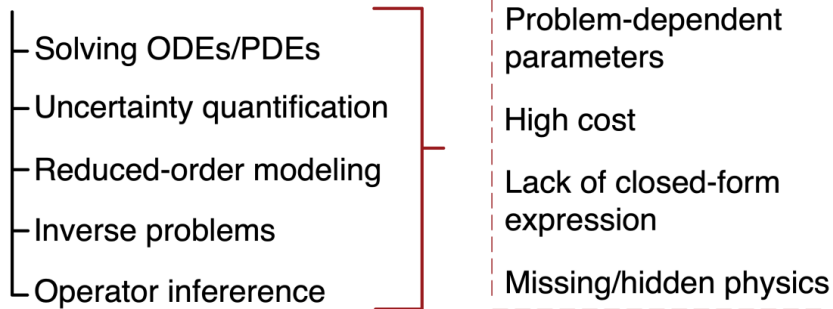 Solving ODEs/PDEs
Uncertainty quantification
Reduced-order modeling
Inverse problems
Operator infererence
Problem-dependent
parameters
High cost
Lack of closed-form
expression
Missing/hidden physics